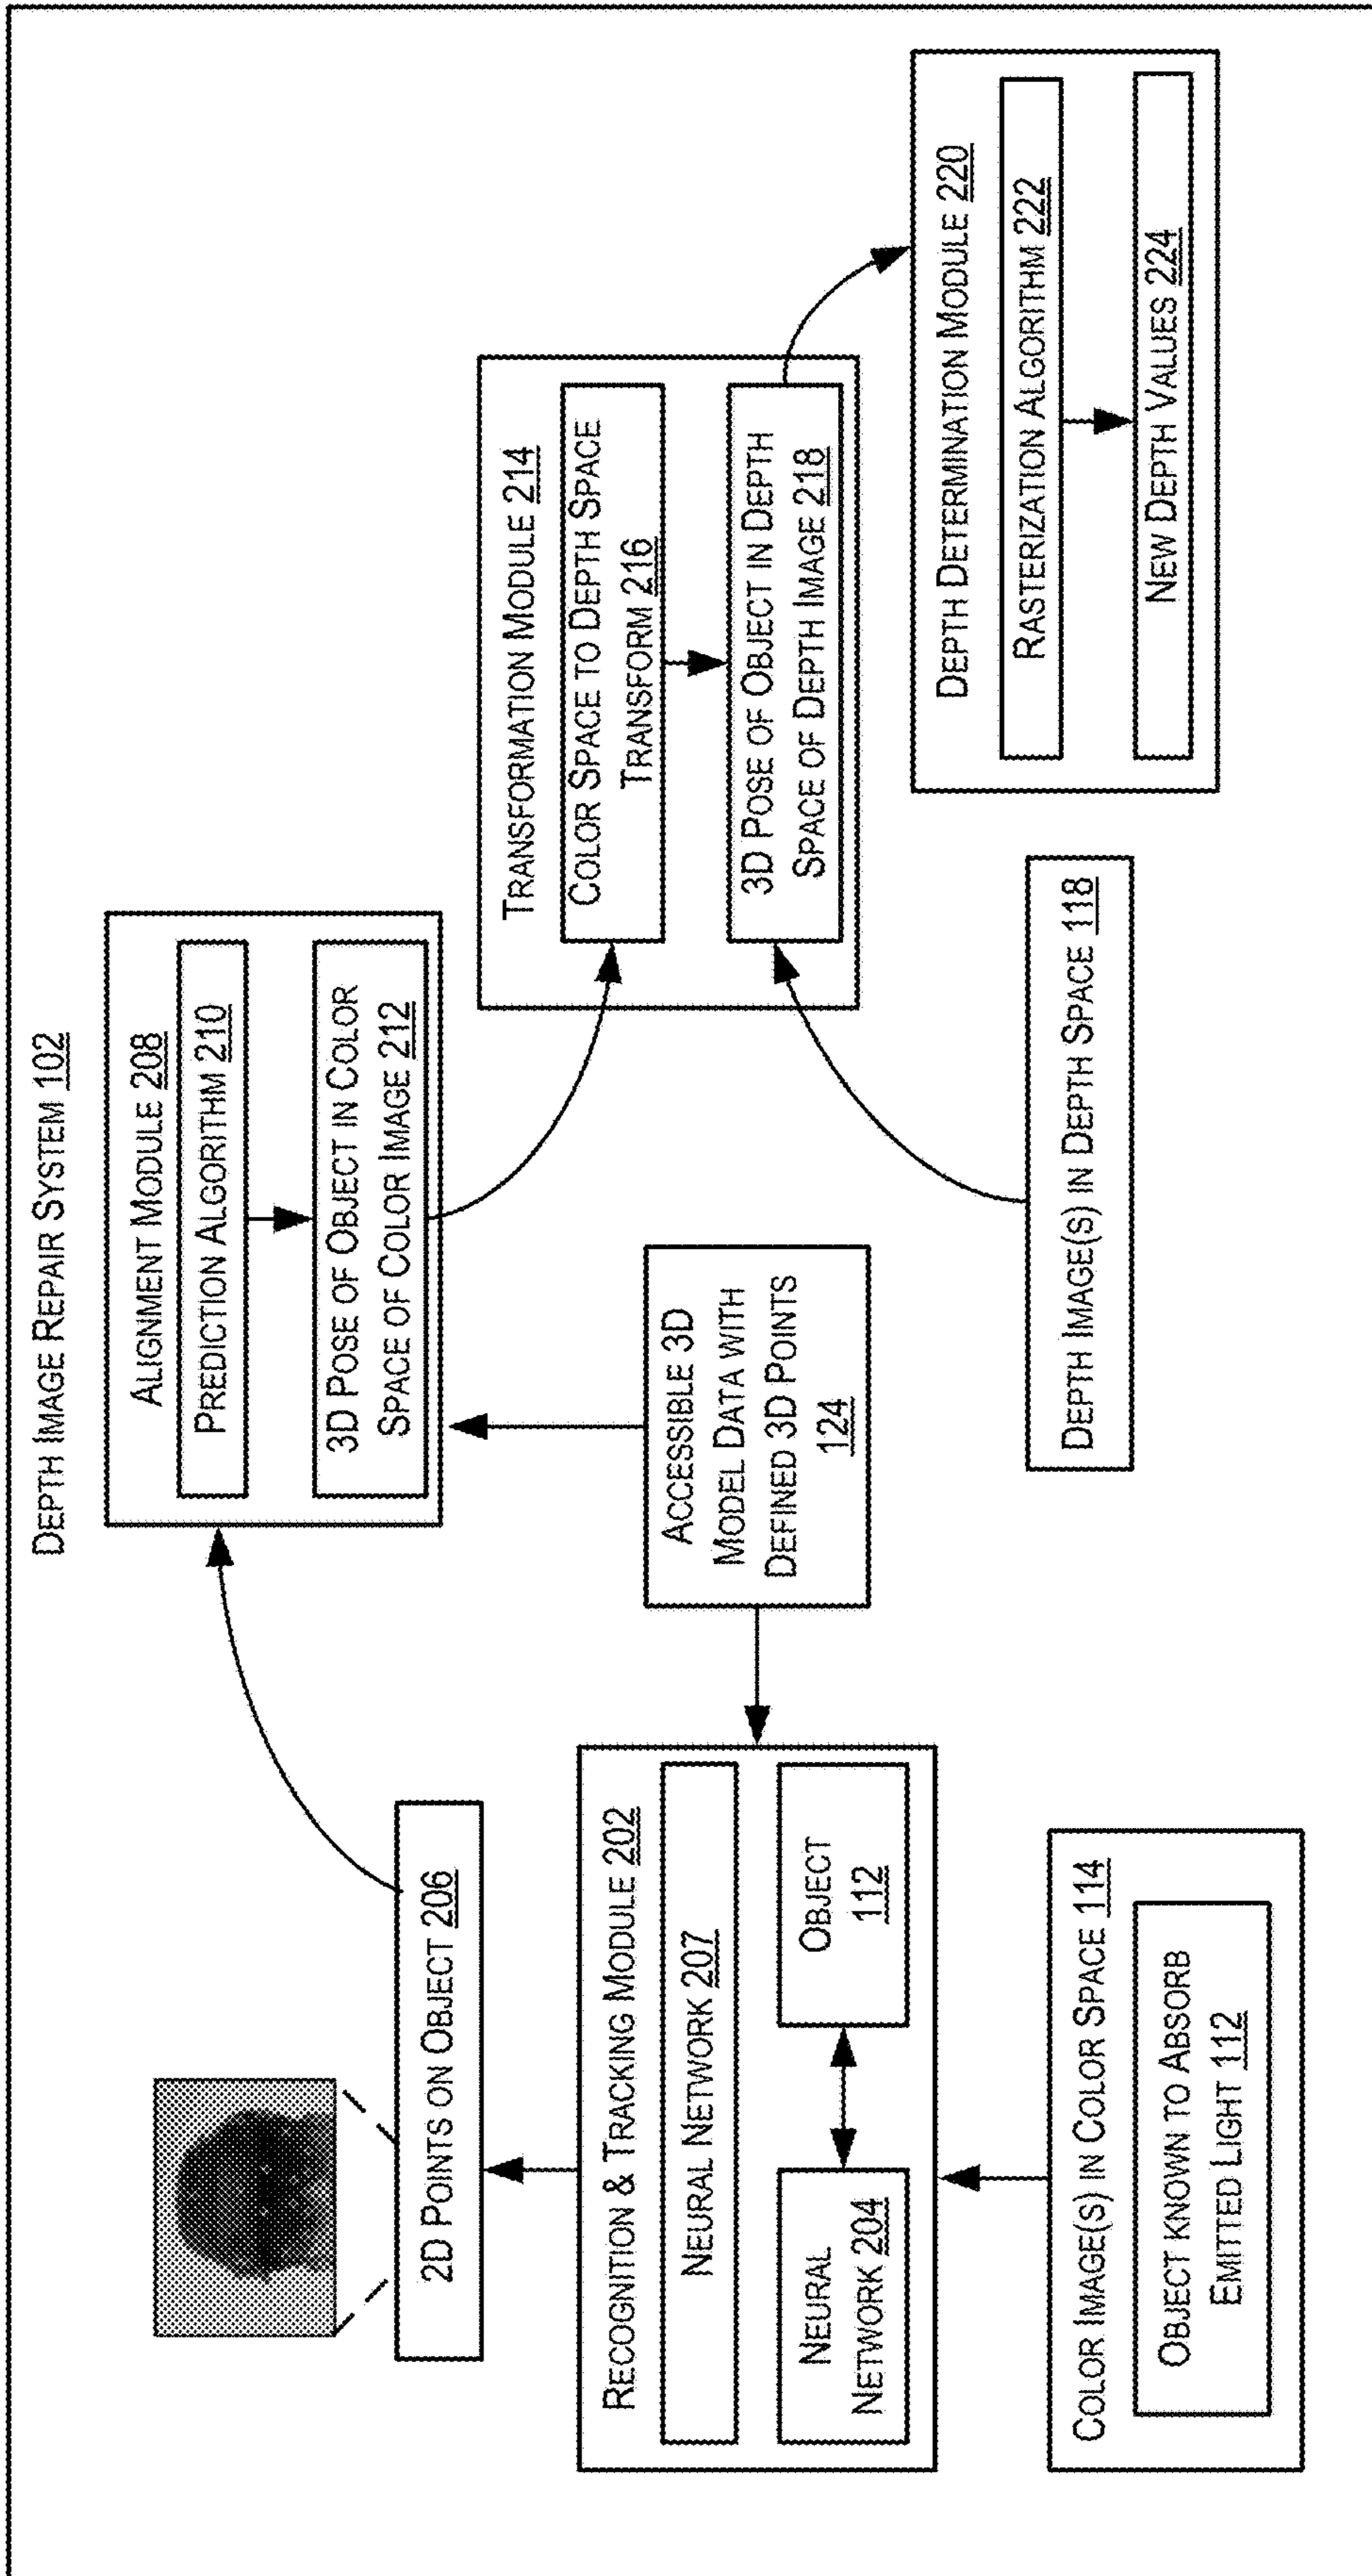 DEPTH IMAGE REPAIR SYSTEM 102
ALIGNMENT MODULE 208
PREDICTION ALGORITHM 210
3D POSE OF OBJECT IN COLOR
SPACE OF COLOR IMAGE 212
2D POINTS ON OBJECT 206
RECOGNITION & TRACKING MODULE 202
NEURAL NETWORK 207
NEURAL
NETWORK 204
OBJECT
112
COLOR IMAGE(S) IN COLOR SPACE 114
OBJECT KNOWN TO ABSORB
EMITTED LIGHT 112
ACCESSIBLE 3D
MODEL DATA WITH
DEFINED 3D POINTS
124
TRANSFORMATION MODULE 214
COLOR SPACE TO DEPTH SPACE
TRANSFORM 216
3D POSE OF OBJECT IN DEPTH
SPACE OF DEPTH IMAGE 218
DEPTH IMAGE(S) IN DEPTH SPACE 118
DEPTH DETERMINATION MODULE 220
RASTERIZATION ALGORITHM 222
NEW DEPTH VALUES 224